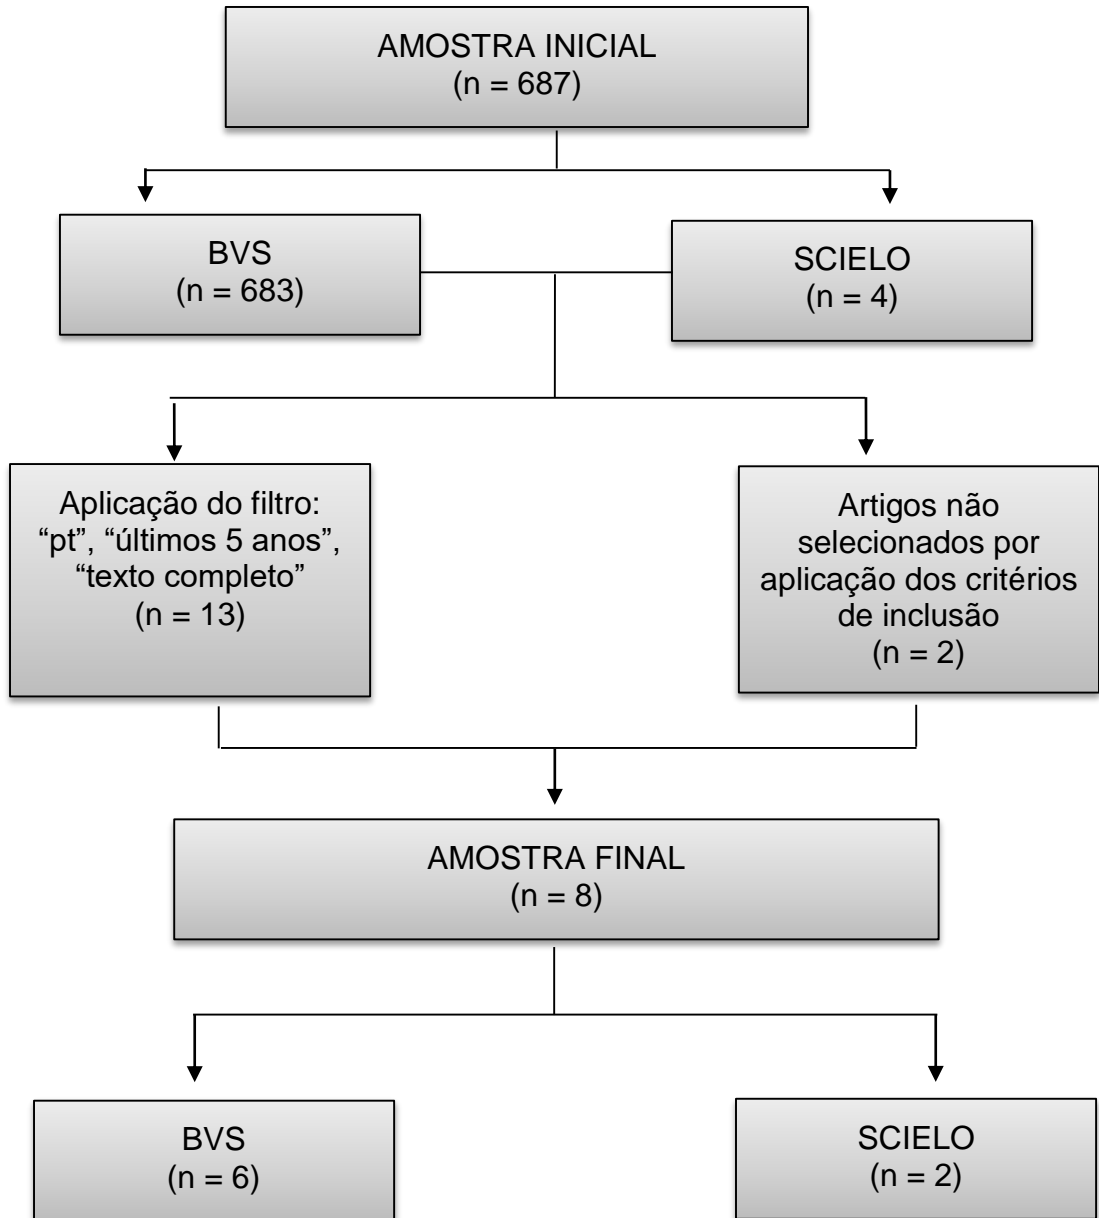 AMOSTRA INICIAL
(n = 687)
BVS
(n = 683)
SCIELO
(n = 4)
Aplicação do filtro:
“pt”, “últimos 5 anos”,
“texto completo”
(n = 13)
Artigos não
selecionados por
aplicação dos critérios
de inclusão
(n = 2)
AMOSTRA FINAL
(n = 8)
BVS
(n = 6)
SCIELO
(n = 2)